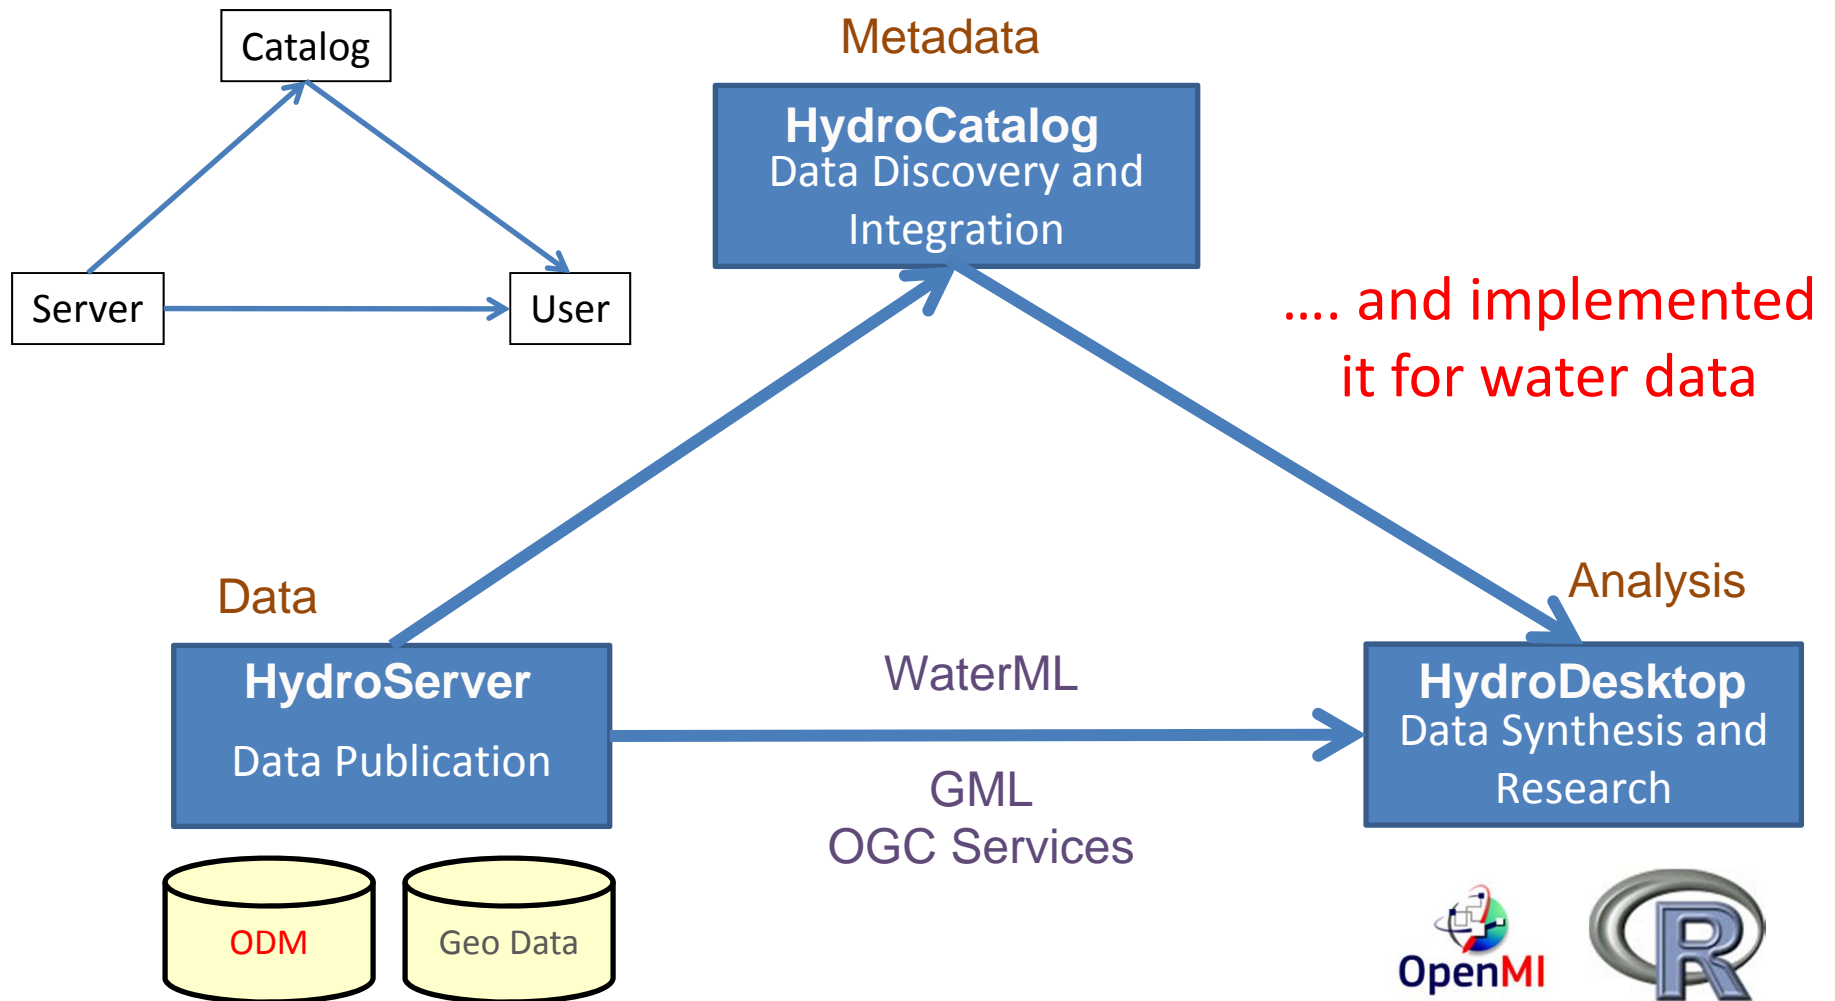 Catalog
Server
User
Metadata
HydroCatalog
Data Discovery and
Integration
.... and implemented
it for water data
Data
HydroServer
Data Publication
WaterML
GML
OGC Services
Analysis
HydroDesktop
Data Synthesis and
Research
ODM
Geo Data
OpenMI
R